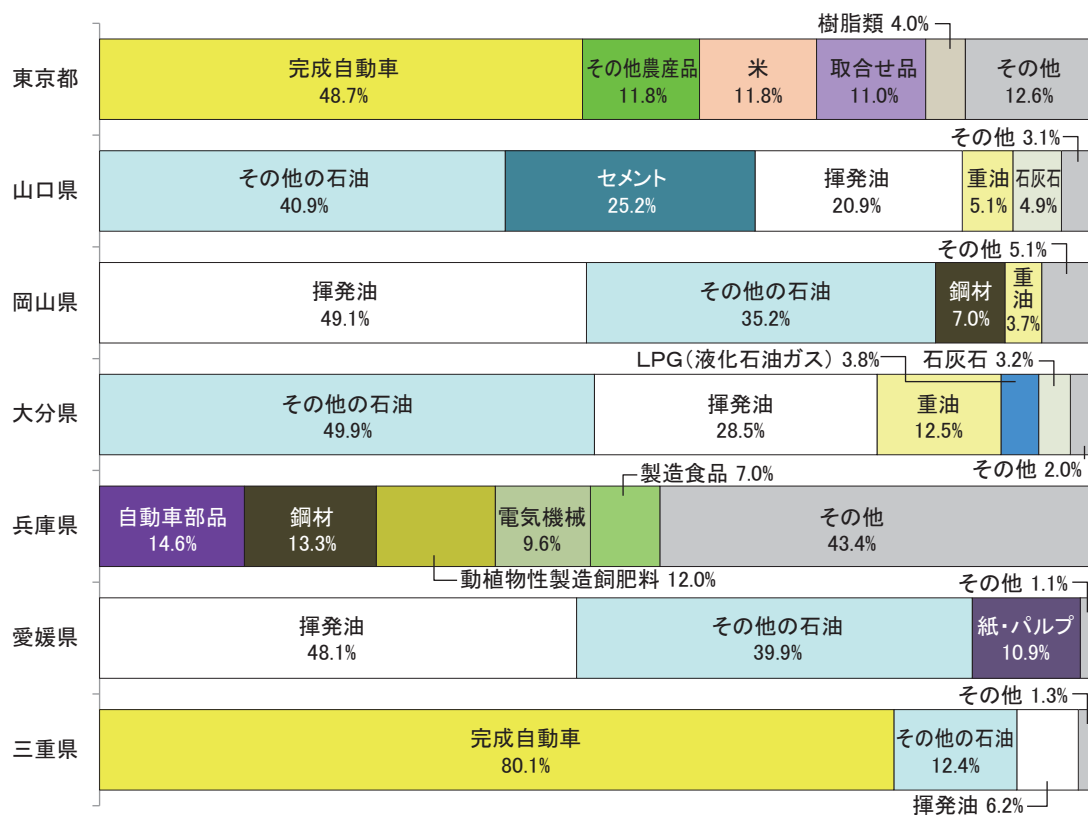 樹脂類 4.0%
東京都
完成自動車
48.7%
その他農産品
11.8%
米
11.8%
取合せ品
11.0%
その他
12.6%
その他 3.1%
山口県
その他の石油
40.9%
セメント
25.2%
揮発油
20.9%
重油
5.1%
石灰石
4.9%
その他 5.1%
岡山県
揮発油
49.1%
その他の石油
35.2%
鋼材
7.0%
重
油
3.7%
LPG(液化石油ガス) 3.8%
石灰石 3.2%
大分県
その他の石油
49.9%
揮発油
28.5%
重油
12.5%
その他 2.0%
製造食品 7.0%
兵庫県
自動車部品
14.6%
鋼材
13.3%
電気機械
9.6%
その他
43.4%
動植物性製造飼肥料 12.0%
その他 1.1%
愛媛県
揮発油
48.1%
その他の石油
39.9%
紙・パルプ
10.9%
その他 1.3%
三重県
完成自動車
80.1%
その他の石油
12.4%
揮発油 6.2%